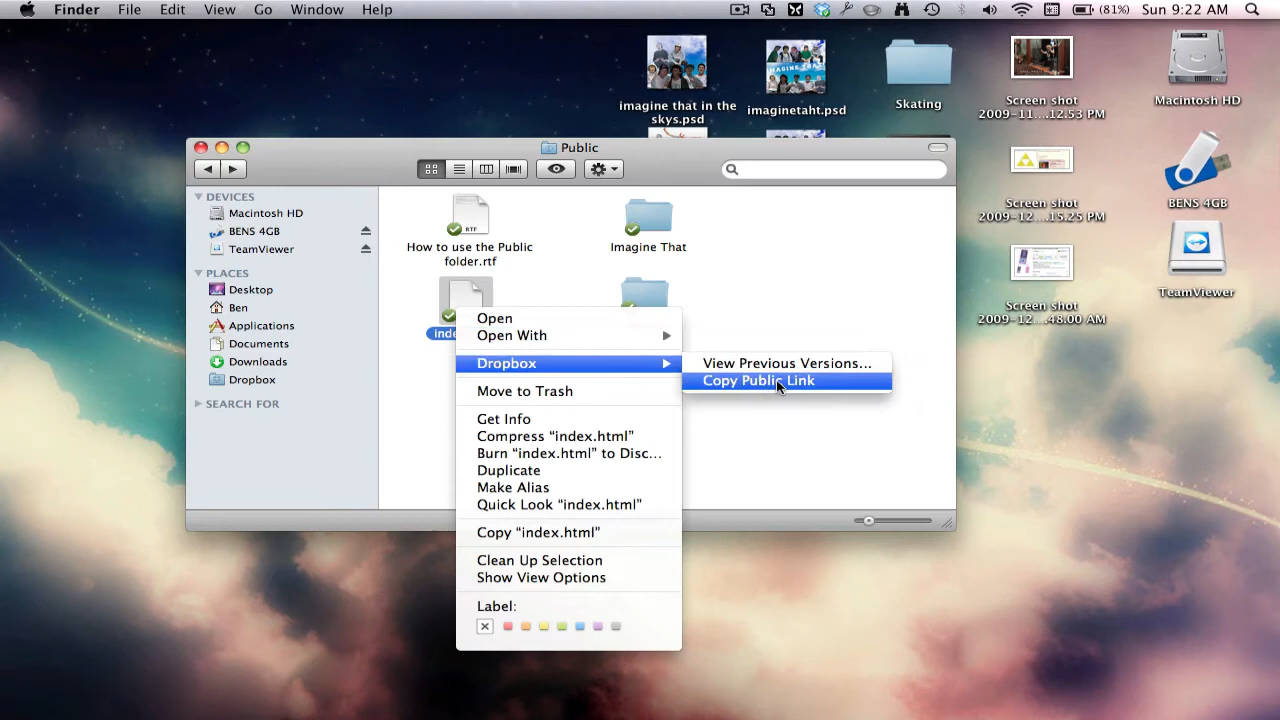 Finder File Edit View Go Window Help
(81%) Sun 9:22 AM
imagine that in the
skys.psd
imaginetaht.psd
Skating
Screen shot
2009-11....12.53 PM
Macintosh HD
Screen shot
2009-12....15.25 PM
BENS 4GB
Screen shot
2009-12....48.00 AM
TeamViewer
Public
DEVICES
Macintosh HD
BENS 4GB
TeamViewer
PLACES
Desktop
Ben
Applications
Documents
Downloads
Dropbox
SEARCH FOR
RTF
How to use the Public
folder.rtf
Imagine That
inde
Open
Open With
Dropbox
Move to Trash
Get Info
Compress “index.html”
Burn “index.html” to Disc...
Duplicate
Make Alias
Quick Look “index.html”
Copy “index.html”
Clean Up Selection
Show View Options
Label:
View Previous Versions...
Copy Public Link